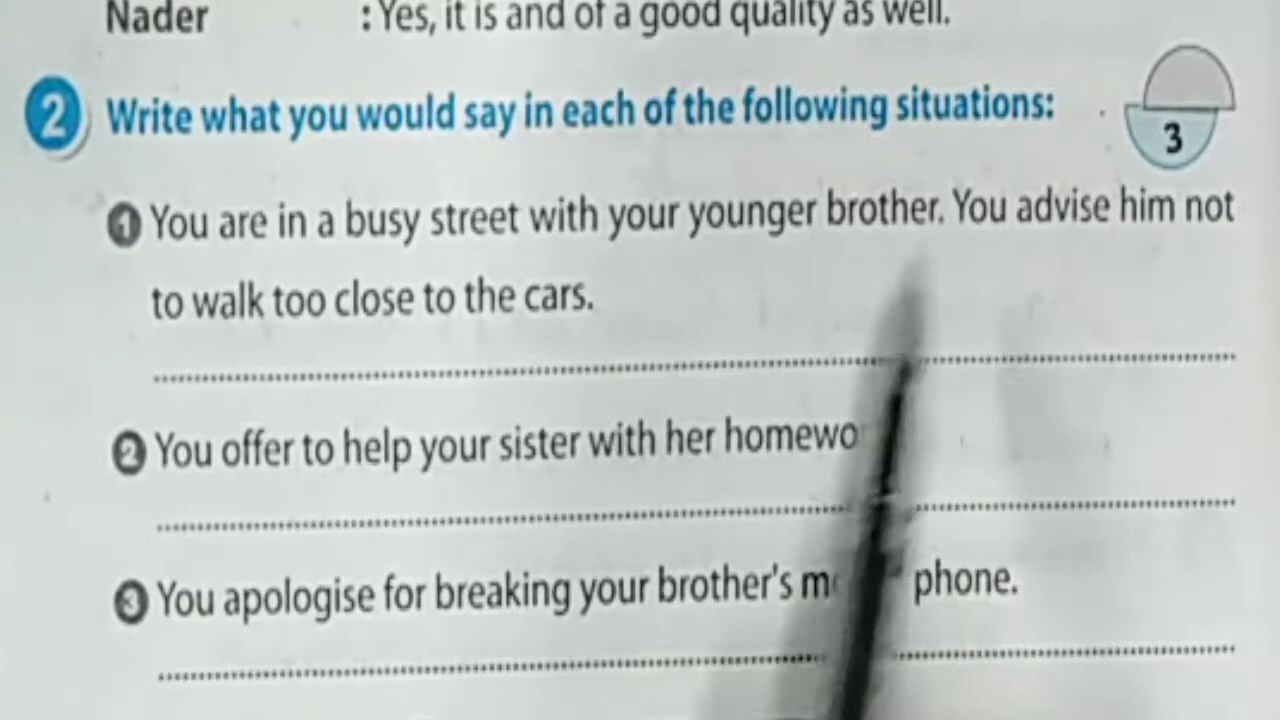 Nader : Yes, it is and of a good quality as well.
2 Write what you would say in each of the following situations:
3
1 You are in a busy street with your younger brother. You advise him not
to walk too close to the cars.
2 You offer to help your sister with her homewo
3 You apologise for breaking your brother's m phone.